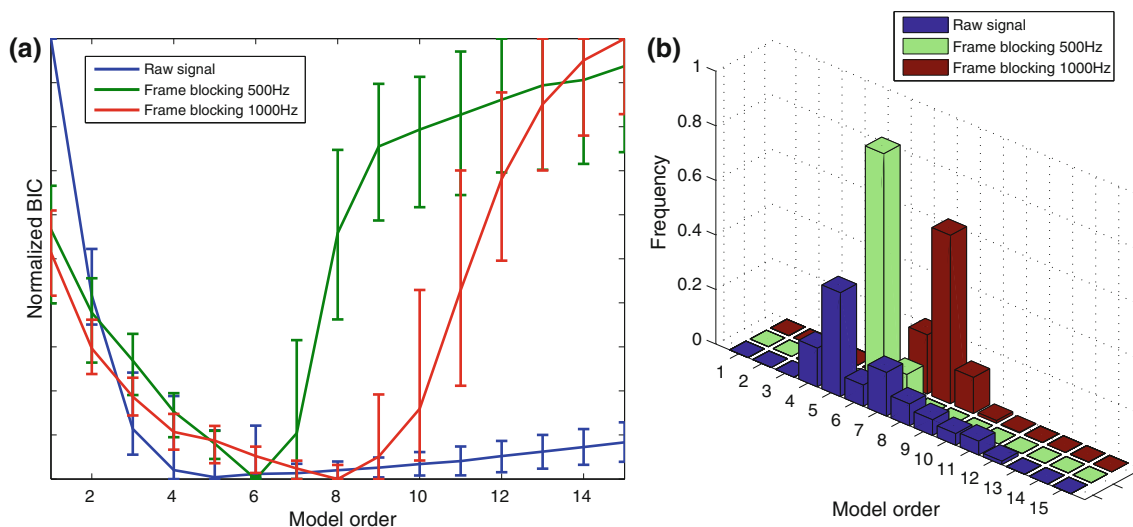 (a)
Raw signal
Frame blocking 500Hz
Frame blocking 1000Hz
Normalized BIC
2 4 6 8 10 12 14
Model order
(b)
Raw signal
Frame blocking 500Hz
Frame blocking 1000Hz
1
0.8
0.6
0.4
0.2
0
Frequency
1 2 3 4 5 6 7 8 9 10 11 12 13 14 15
Model order